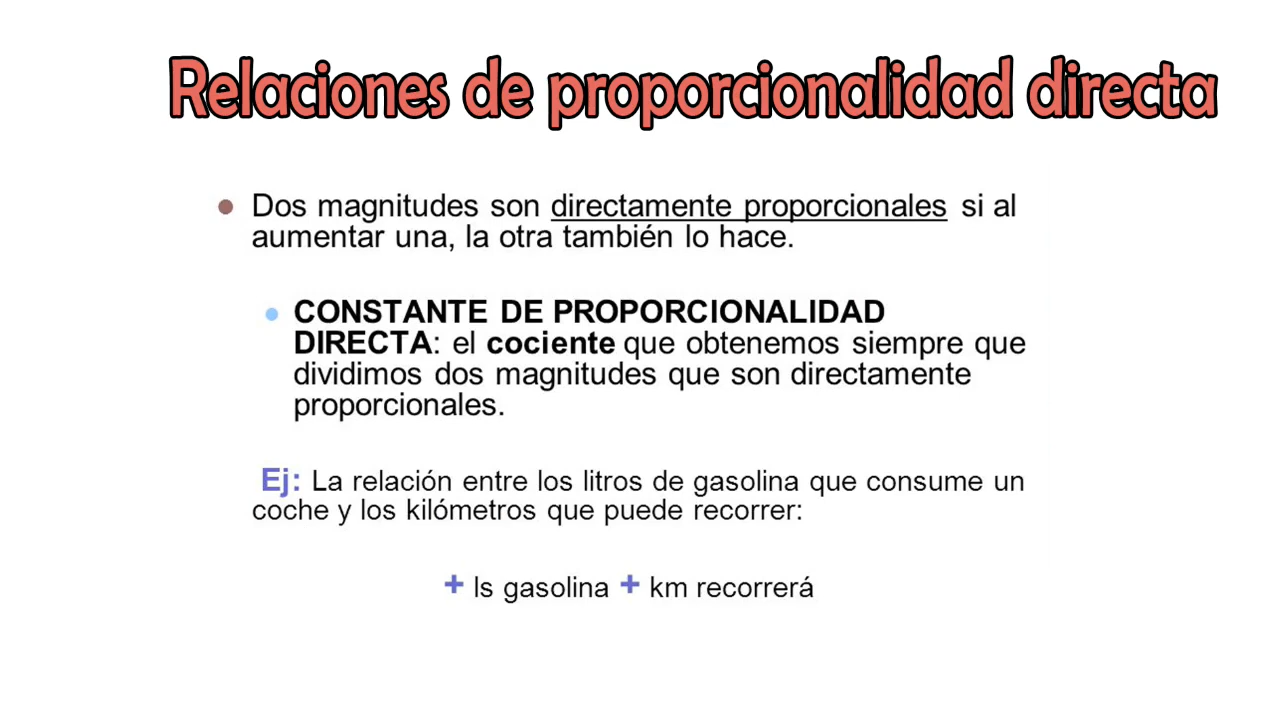 Relaciones de proporcionalidad directa
Dos magnitudes son directamente proporcionales si al
aumentar una, la otra también lo hace.
CONSTANTE DE PROPORCIONALIDAD
DIRECTA: el cociente que obtenemos siempre que
dividimos dos magnitudes que son directamente
proporcionales.
Ej: La relación entre los litros de gasolina que consume un
coche y los kilómetros que puede recorrer:
+ ls gasolina + km recorrerá